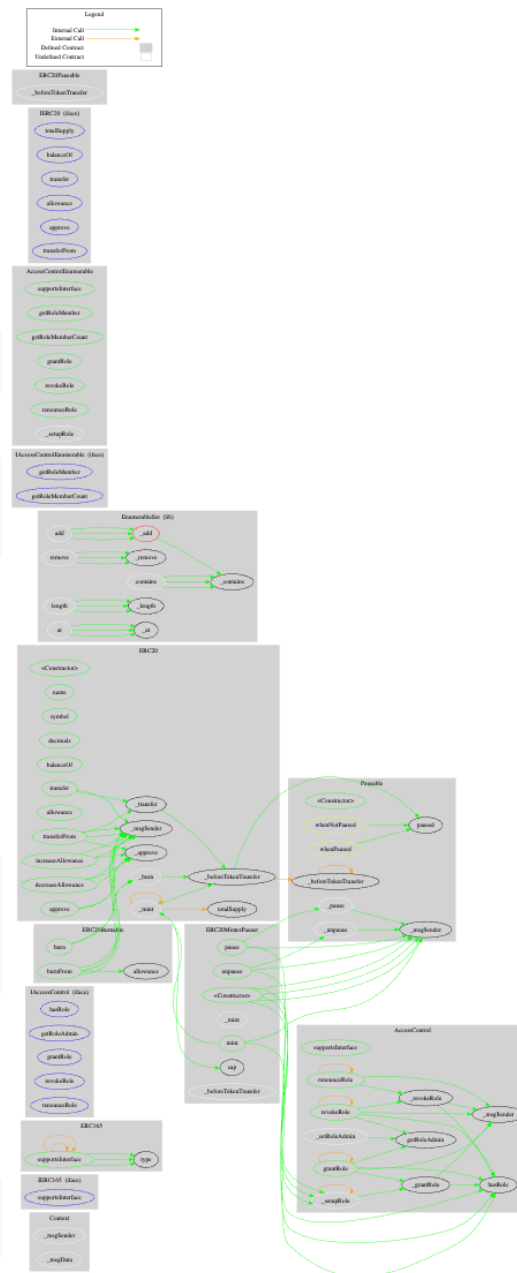 Legend
Internal Call
External Call
Defined Contract
Undefined Contract
ERC20Pausable
_beforeTokenTransfer
IERC20 (iface)
totalSupply
balanceOf
transfer
allowance
approve
transferFrom
AccessControlEnumerable
supportsInterface
getRoleMember
getRoleMemberCount
grantRole
revokeRole
renounceRole
_setupRole
IAccessControlEnumerable (iface)
getRoleMember
getRoleMemberCount
EnumerableSet (lib)
add
_add
remove
_remove
contains
_contains
length
_length
at
_at
ERC20
<Constructor>
name
symbol
decimals
balanceOf
transfer
allowance
transferFrom
increaseAllowance
decreaseAllowance
approve
_transfer
_msgSender
_approve
_burn
_mint
_beforeTokenTransfer
totalSupply
Pausable
<Constructor>
whenNotPaused
whenPaused
paused
_beforeTokenTransfer
_pause
_unpause
_msgSender
ERC20Burnable
burn
burnFrom
allowance
ERC20MinterPauser
pause
unpause
<Constructor>
_mint
mint
cap
_beforeTokenTransfer
IAccessControl (iface)
hasRole
getRoleAdmin
grantRole
revokeRole
renounceRole
AccessControl
supportsInterface
renounceRole
revokeRole
_setRoleAdmin
grantRole
_setupRole
_revokeRole
getRoleAdmin
_grantRole
_msgSender
hasRole
ERC165
supportsInterface
type
IERC165 (iface)
supportsInterface
Context
_msgSender
_msgData